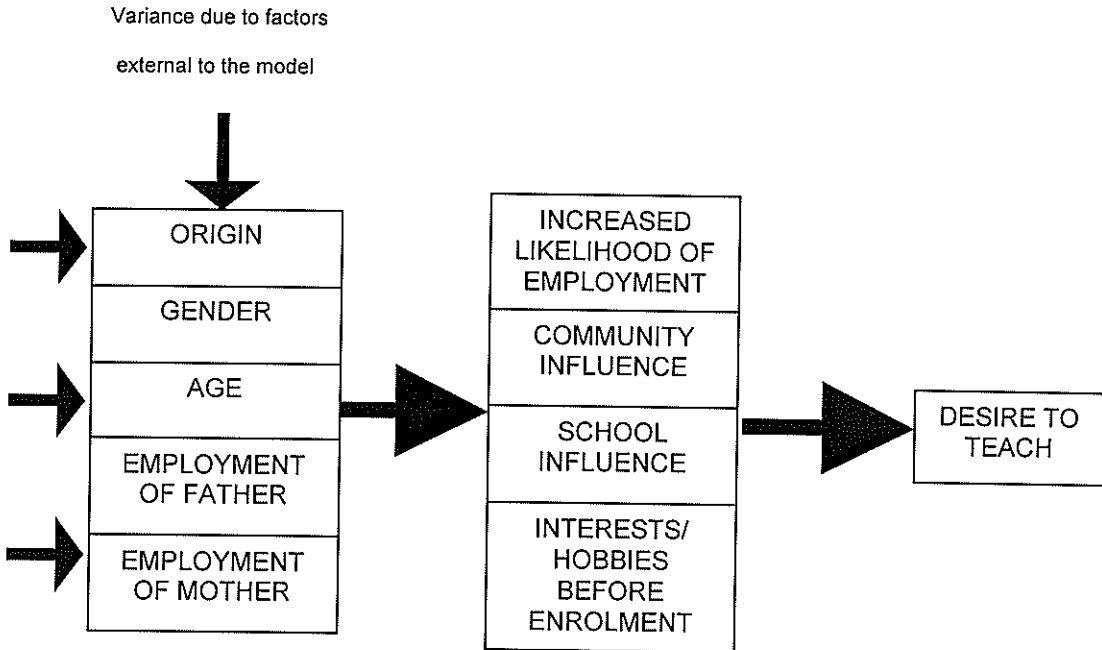 Variance due to factors
external to the model
ORIGIN
GENDER
AGE
EMPLOYMENT
OF FATHER
EMPLOYMENT
OF MOTHER
INCREASED
LIKELIHOOD OF
EMPLOYMENT
COMMUNITY
INFLUENCE
SCHOOL
INFLUENCE
INTERESTS/
HOBBIES
BEFORE
ENROLMENT
DESIRE TO
TEACH